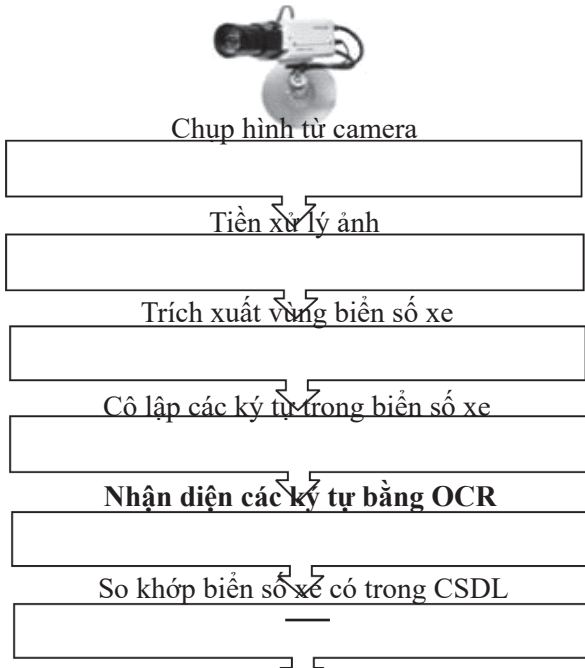 Chụp hình từ camera
Tiền xử lý ảnh
Trích xuất vùng biển số xe
Cô lập các ký tự trong biển số xe
Nhận diện các ký tự bằng OCR
So khớp biển số xe có trong CSDL